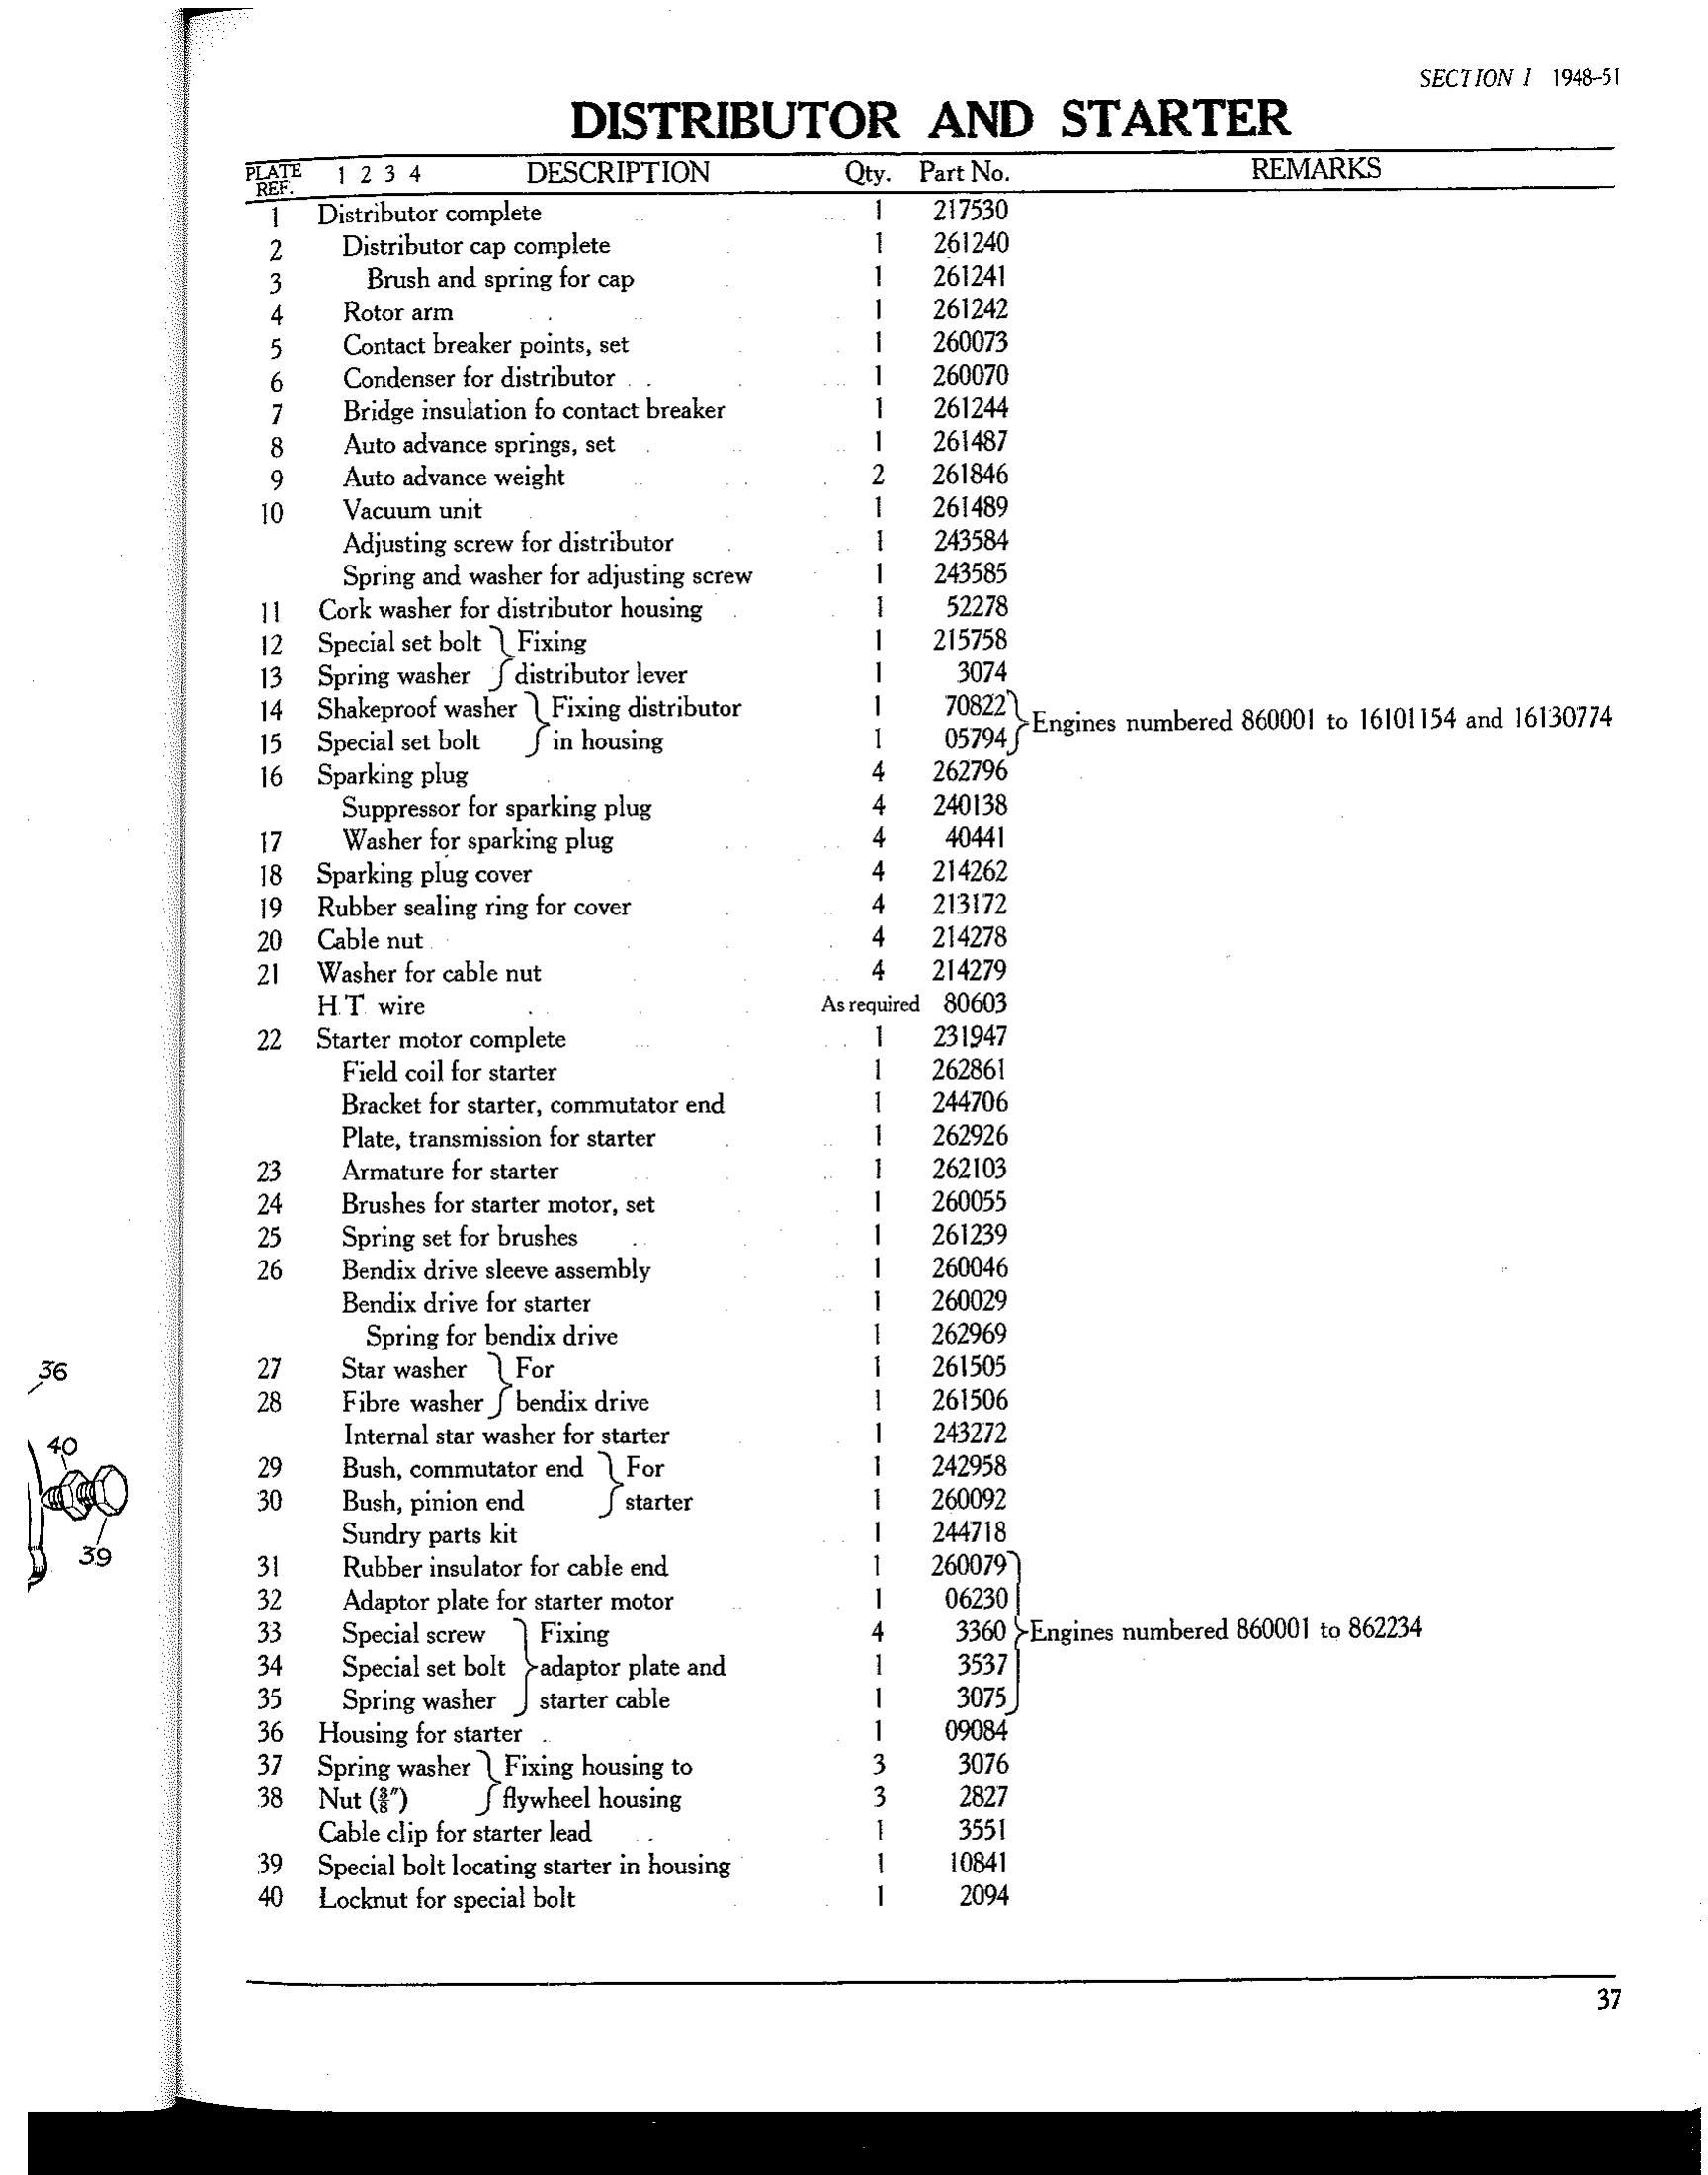 SECTION I 1948–51
DISTRIBUTOR AND STARTER
PLATE REF. 1 2 3 4 DESCRIPTION Qty. Part No. REMARKS
1 Distributor complete 1 217530
2 Distributor cap complete 1 261240
3 Brush and spring for cap 1 261241
4 Rotor arm 1 261242
5 Contact breaker points, set 1 260073
6 Condenser for distributor 1 260070
7 Bridge insulation fo contact breaker 1 261244
8 Auto advance springs, set 1 261487
9 Auto advance weight 2 261846
10 Vacuum unit 1 261489
Adjusting screw for distributor 1 243584
Spring and washer for adjusting screw 1 243585
11 Cork washer for distributor housing 1 52278
12 Special set bolt } Fixing 1 215758
13 Spring washer } distributor lever 1 3074
14 Shakeproof washer } Fixing distributor 1 70822 } Engines numbered 860001 to 16101154 and 16130774
15 Special set bolt } in housing 1 05794 }
16 Sparking plug 4 262796
Suppressor for sparking plug 4 240138
17 Washer for sparking plug 4 40441
18 Sparking plug cover 4 214262
19 Rubber sealing ring for cover 4 213172
20 Cable nut 4 214278
21 Washer for cable nut 4 214279
H.T. wire As required 80603
22 Starter motor complete 1 231947
Field coil for starter 1 262861
Bracket for starter, commutator end 1 244706
Plate, transmission for starter 1 262926
23 Armature for starter 1 262103
24 Brushes for starter motor, set 1 260055
25 Spring set for brushes 1 261239
26 Bendix drive sleeve assembly 1 260046
Bendix drive for starter 1 260029
Spring for bendix drive 1 262969
27 Star washer } For 1 261505
28 Fibre washer } bendix drive 1 261506
Internal star washer for starter 1 243272
29 Bush, commutator end } For 1 242958
30 Bush, pinion end } starter 1 260092
Sundry parts kit 1 244718
31 Rubber insulator for cable end 1 260079 }
32 Adaptor plate for starter motor 1 06230
33 Special screw } Fixing 4 3360 } Engines numbered 860001 to 862234
34 Special set bolt } adaptor plate and 1 3537
35 Spring washer } starter cable 1 3075 }
36 Housing for starter 1 09084
37 Spring washer } Fixing housing to 3 3076
38 Nut (⅜″) } flywheel housing 3 2827
Cable clip for starter lead 1 3551
39 Special bolt locating starter in housing 1 10841
40 Locknut for special bolt 1 2094
36
40
39
37